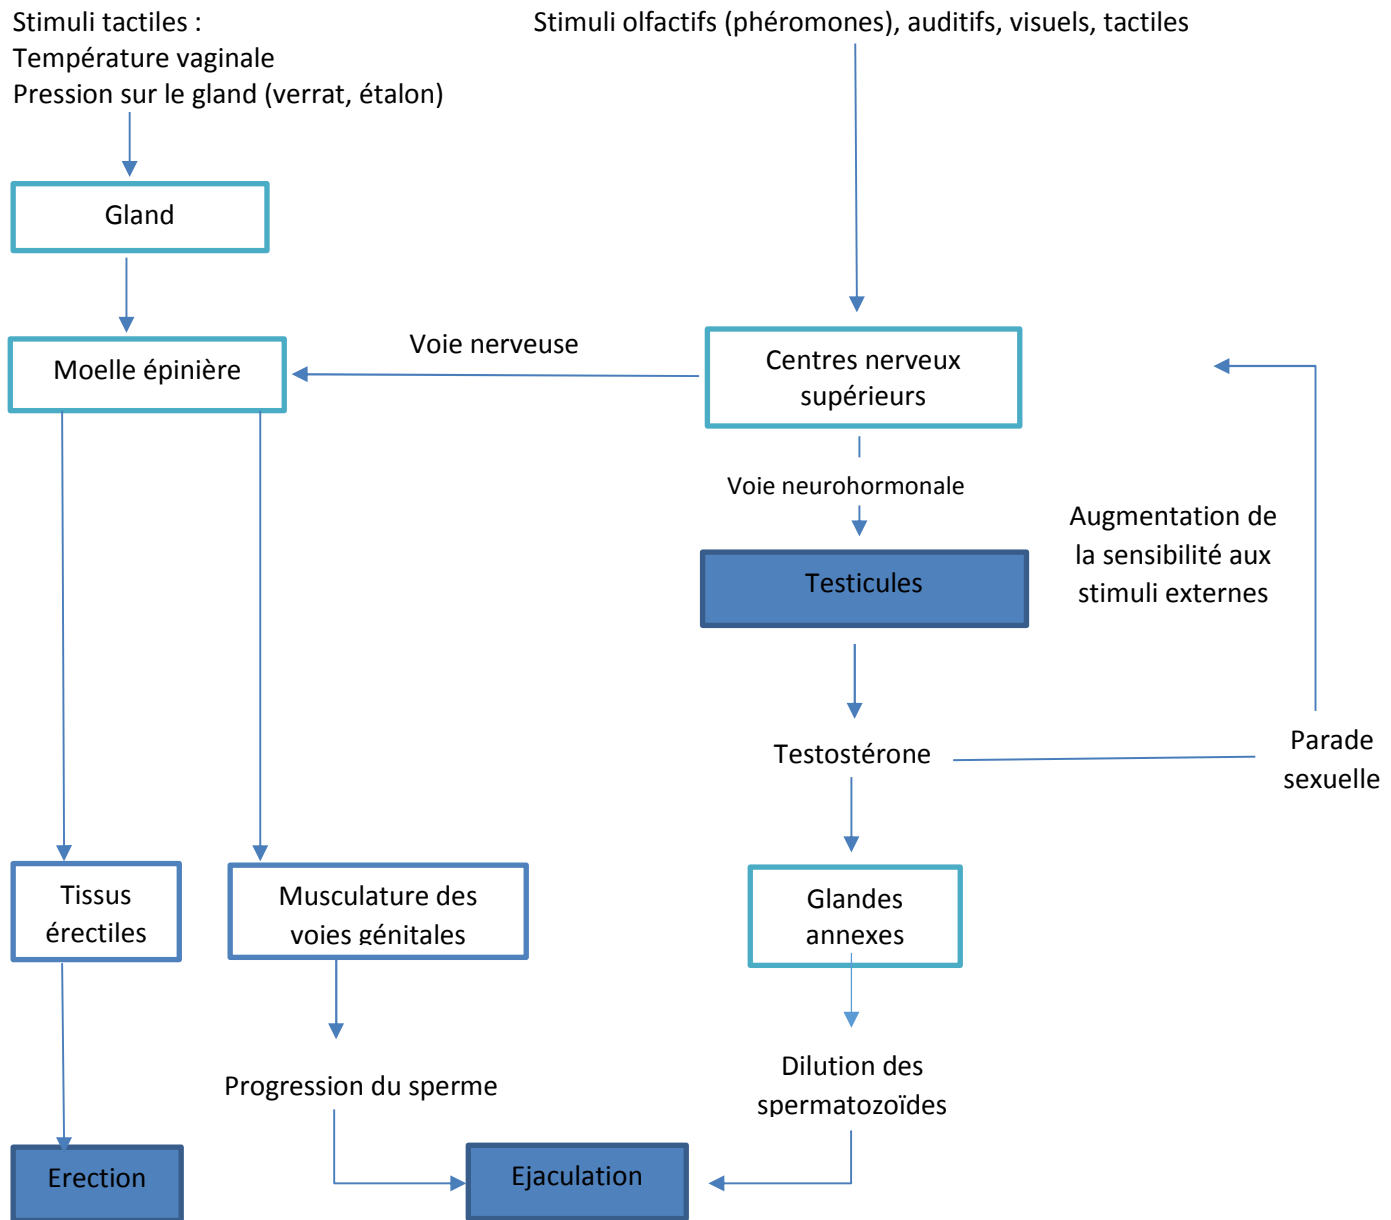 Stimuli tactiles :
Température vaginale
Pression sur le gland (verrat, étalon)
Stimuli olfactifs (phéromones), auditifs, visuels, tactiles
Gland
Moelle épinière
Voie nerveuse
Centres nerveux
supérieurs
Voie neurohormonale
Augmentation de
la sensibilité aux
stimuli externes
Testicules
Testostérone
Parade
sexuelle
Tissus
érectiles
Musculature des
voies génitales
Glandes
annexes
Progression du sperme
Dilution des
spermatozoïdes
Erection
Ejaculation